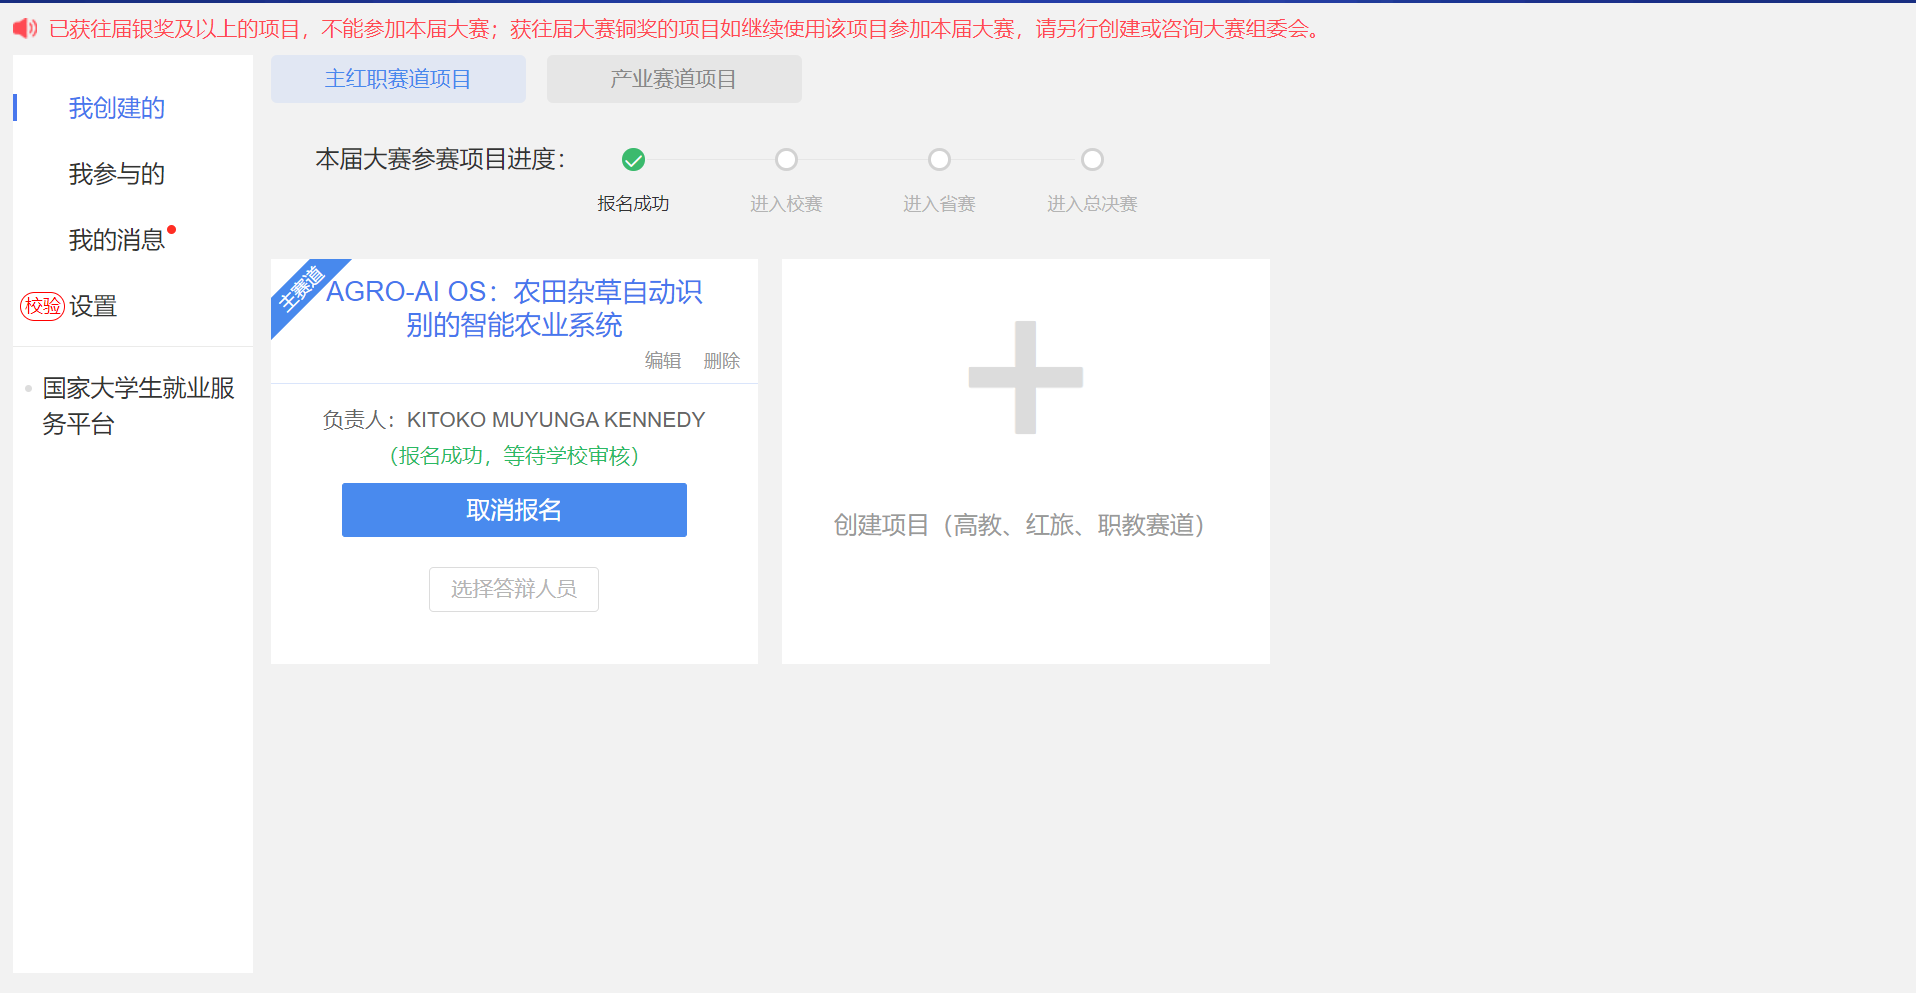 已获往届银奖及以上的项目，不能参加本届大赛；获往届大赛铜奖的项目如继续使用该项目参加本届大赛，请另行创建或咨询大赛组委会。
我创建的
我参与的
我的消息
校验 设置
国家大学生就业服
务平台
主红职赛道项目
产业赛道项目
本届大赛参赛项目进度：
报名成功
进入校赛
进入省赛
进入总决赛
主赛道
AGRO-AI OS：农田杂草自动识
别的智能农业系统
编辑 删除
负责人：KITOKO MUYUNGA KENNEDY
（报名成功，等待学校审核）
取消报名
选择答辩人员
创建项目（高教、红旅、职教赛道）